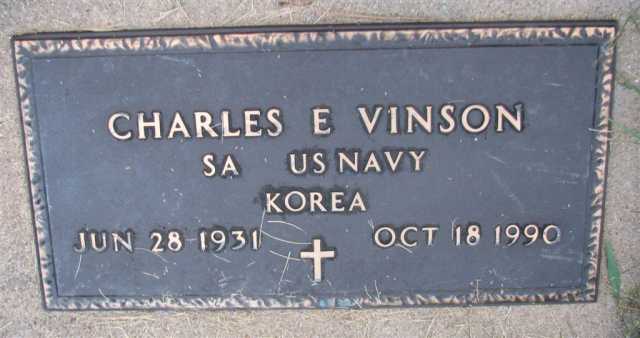 CHARLES E VINSON
SA US NAVY
KOREA
JUN 28 1931 OCT 18 1990